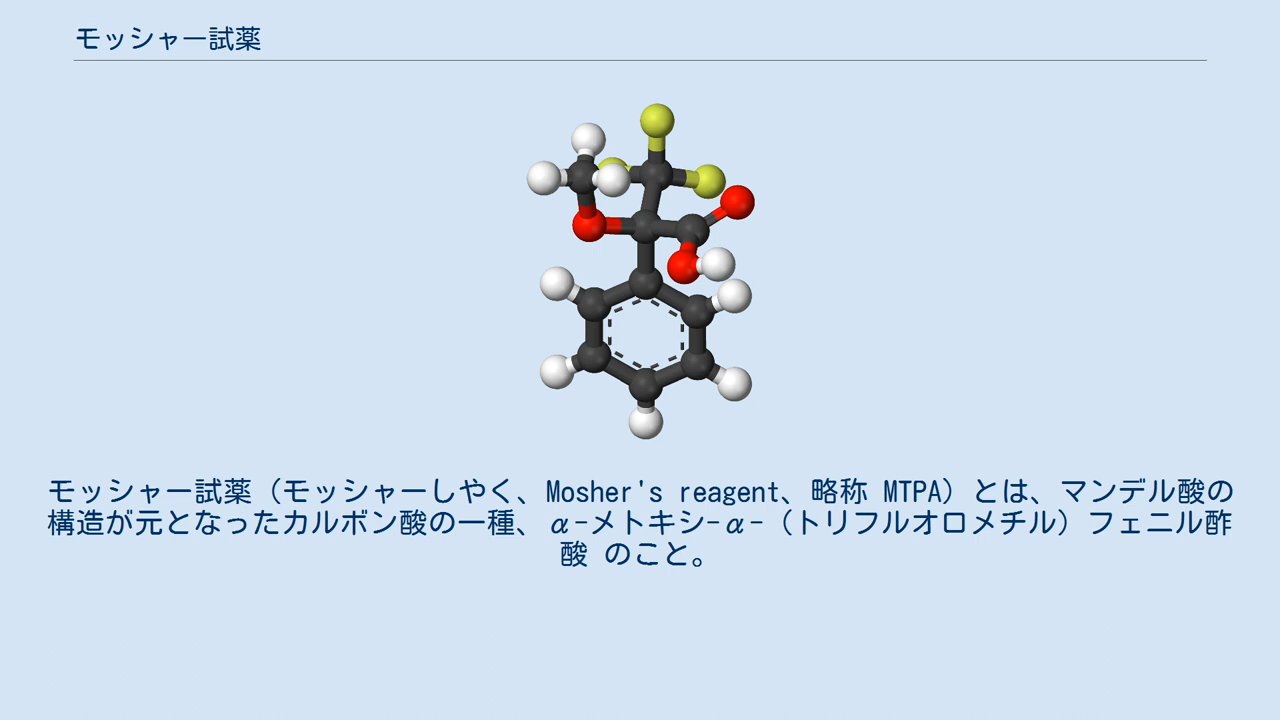 モッシャー試薬
モッシャー試薬（モッシャーしやく、Mosher's reagent、略称 MTPA）とは、マンデル酸の
構造が元となったカルボン酸の一種、α-メトキシ-α-（トリフルオロメチル）フェニル酢
酸 のこと。